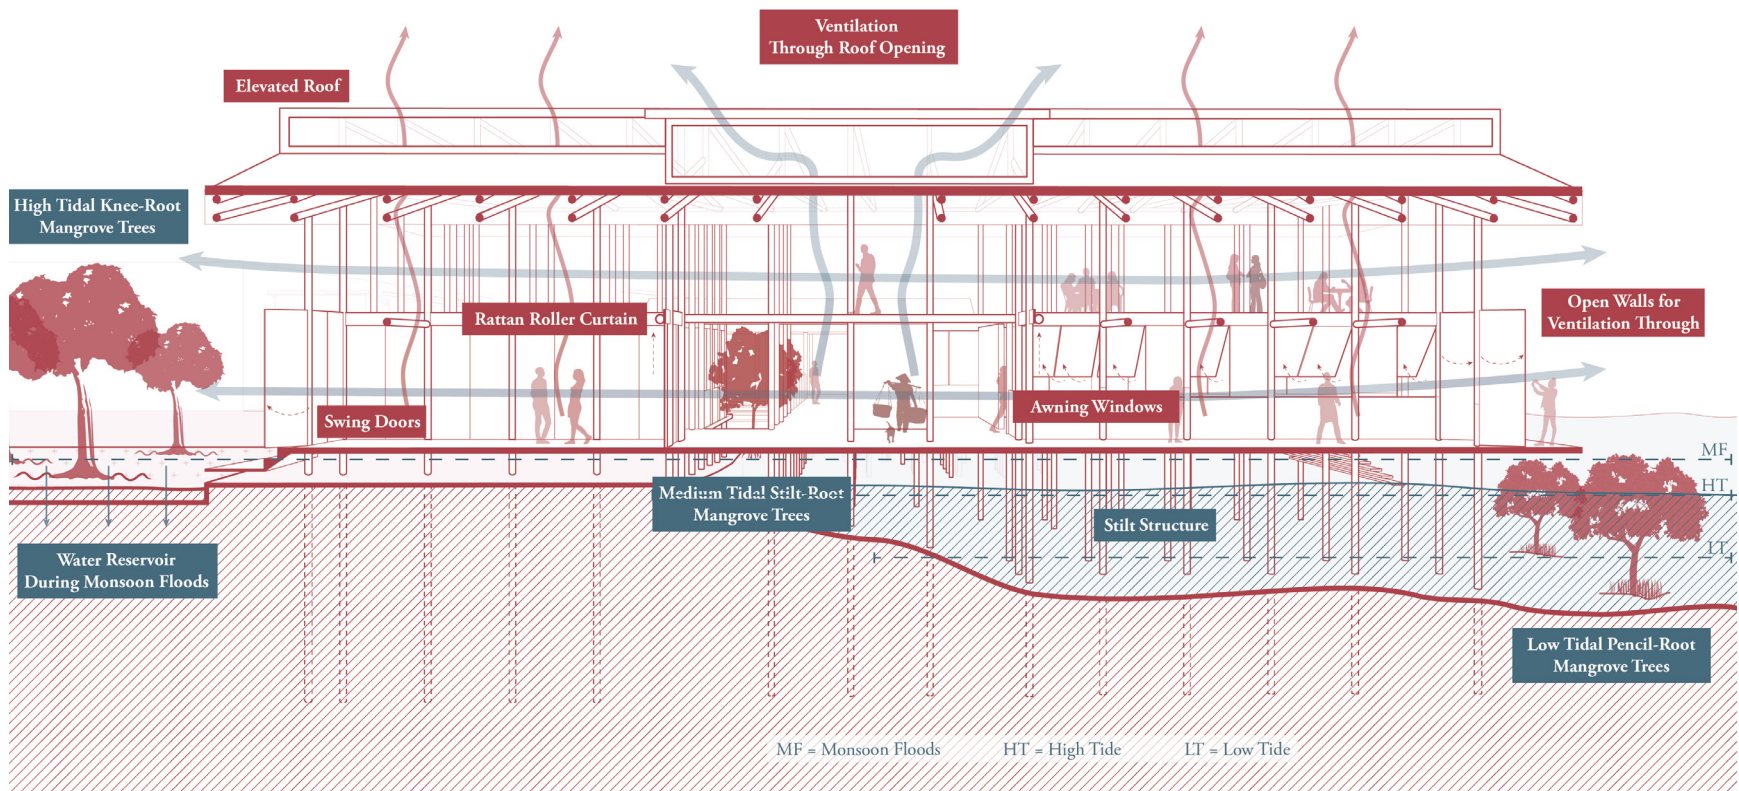 Ventilation
Through Roof Opening
Elevated Roof
High Tidal Knee-Root
Mangrove Trees
Rattan Roller Curtain
Open Walls for
Ventilation Through
Swing Doors
Awning Windows
MF
HT
Medium Tidal Stilt-Root
Mangrove Trees
Stilt Structure
LT
Water Reservoir
During Monsoon Floods
Low Tidal Pencil-Root
Mangrove Trees
MF = Monsoon Floods
HT = High Tide
LT = Low Tide